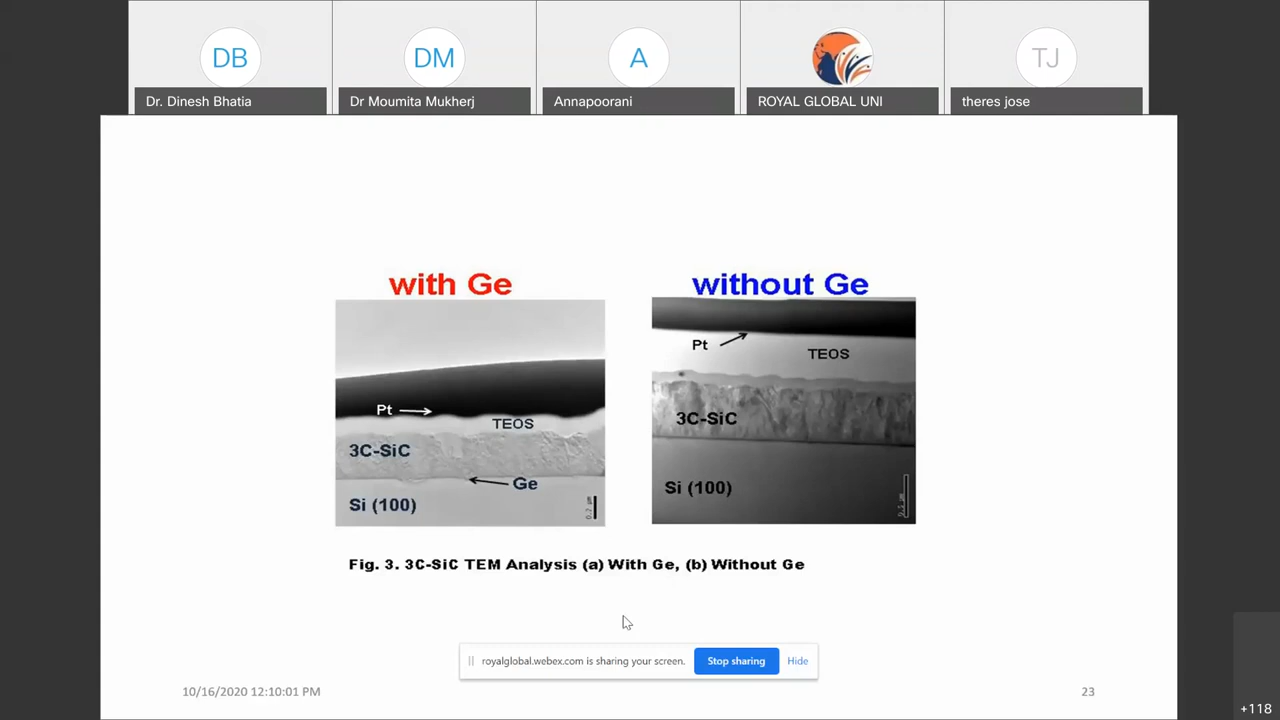 DB
DM
A
TJ
Dr. Dinesh Bhatia
Dr Moumita Mukherj
Annapoorani
ROYAL GLOBAL UNI
theres jose
with Ge
without Ge
Pt
TEOS
3C-SiC
Ge
Si (100)
Pt
TEOS
3C-SiC
Si (100)
Fig. 3. 3C-SiC TEM Analysis (a) With Ge, (b) Without Ge
royalglobal.webex.com is sharing your screen.
Stop sharing
Hide
10/16/2020 12:10:01 PM
23
+118